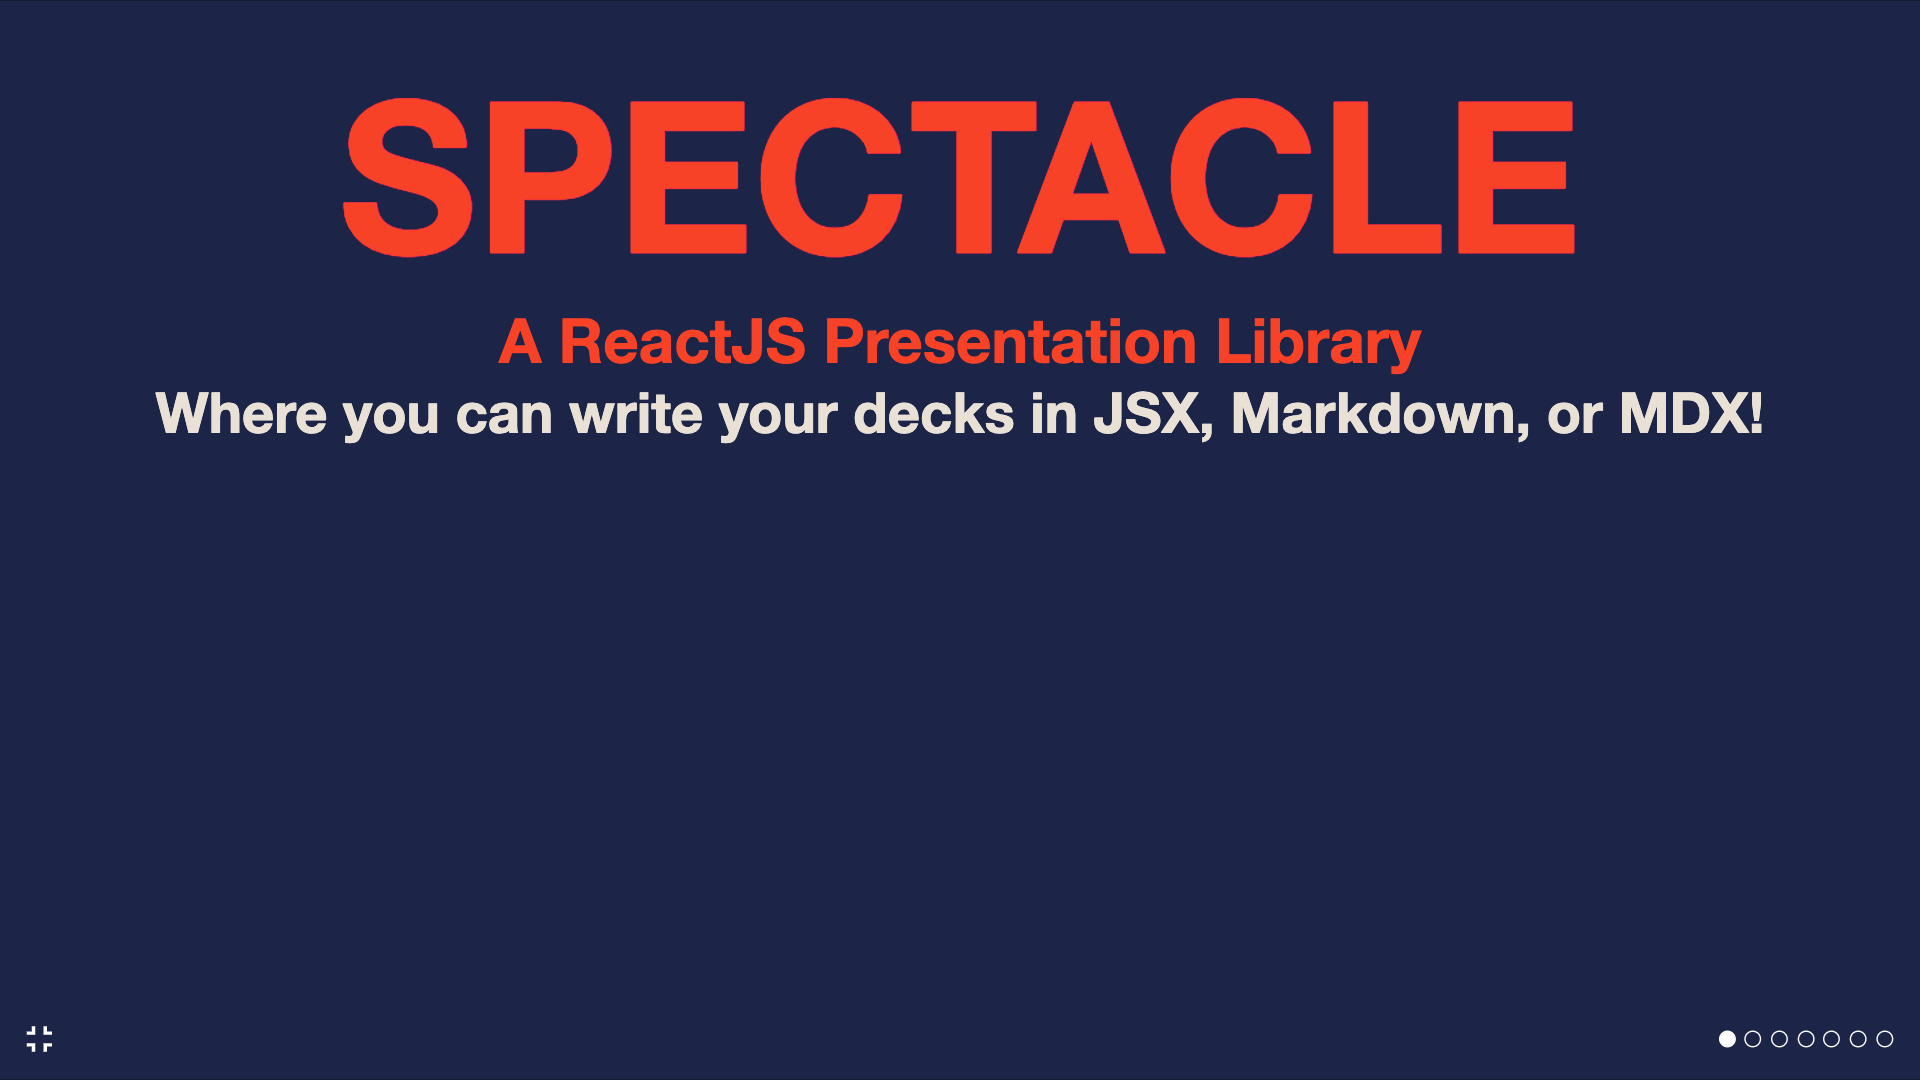 SPECTACLE
A ReactJS Presentation Library
Where you can write your decks in JSX, Markdown, or MDX!